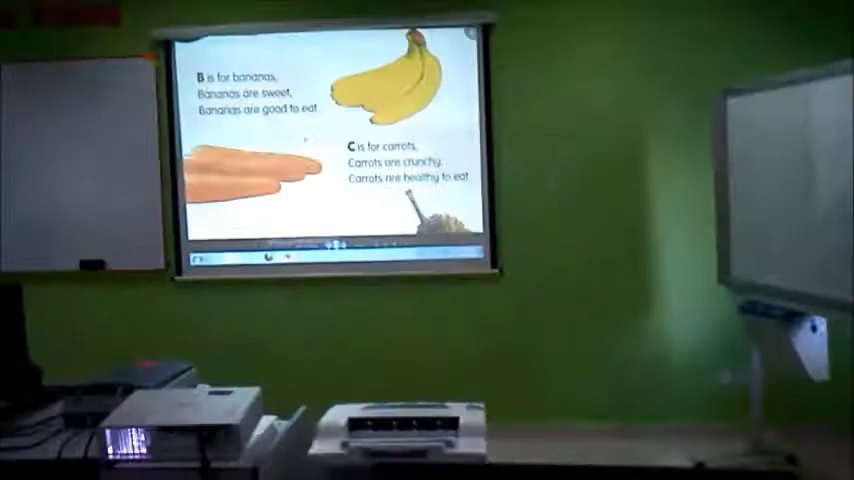 B is for bananas,
Bananas are sweet,
Bananas are good to eat
C is for carrots,
Carrots are crunchy,
Carrots are healthy to eat